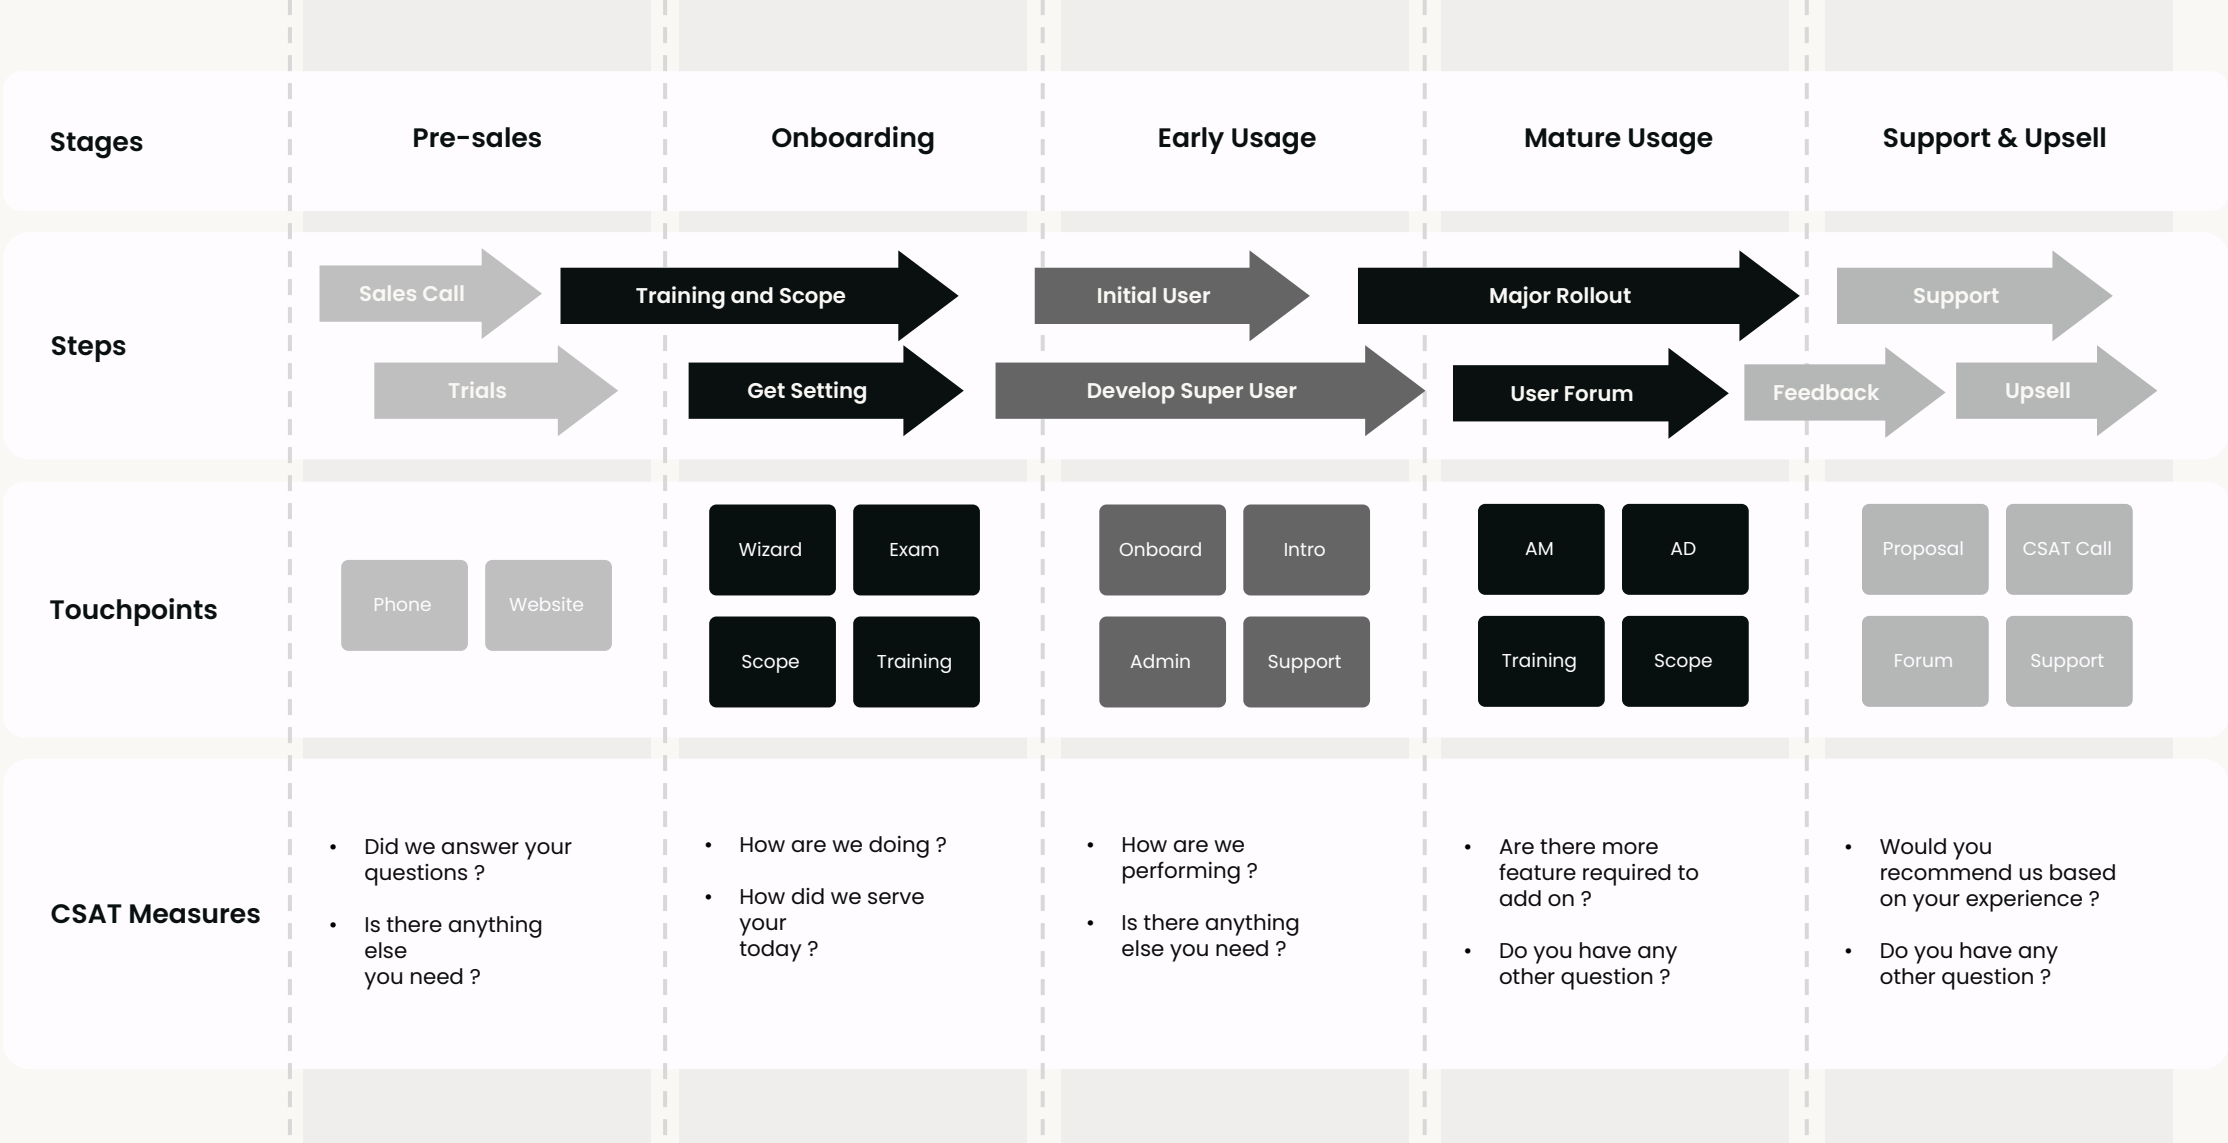 Stages
Pre-sales
Onboarding
Early Usage
Mature Usage
Support & Upsell
Steps
Sales Call
Training and Scope
Initial User
Major Rollout
Support
Trials
Get Setting
Develop Super User
User Forum
Feedback
Upsell
Touchpoints
Phone
Website
Wizard
Exam
Scope
Training
Onboard
Intro
Admin
Support
AM
AD
Training
Scope
Proposal
CSAT Call
Forum
Support
CSAT Measures
• Did we answer your
questions ?
• Is there anything
else
you need ?
• How are we doing ?
• How did we serve
your
today ?
• How are we
performing ?
• Is there anything
else you need ?
• Are there more
feature required to
add on ?
• Do you have any
other question ?
• Would you
recommend us based
on your experience ?
• Do you have any
other question ?